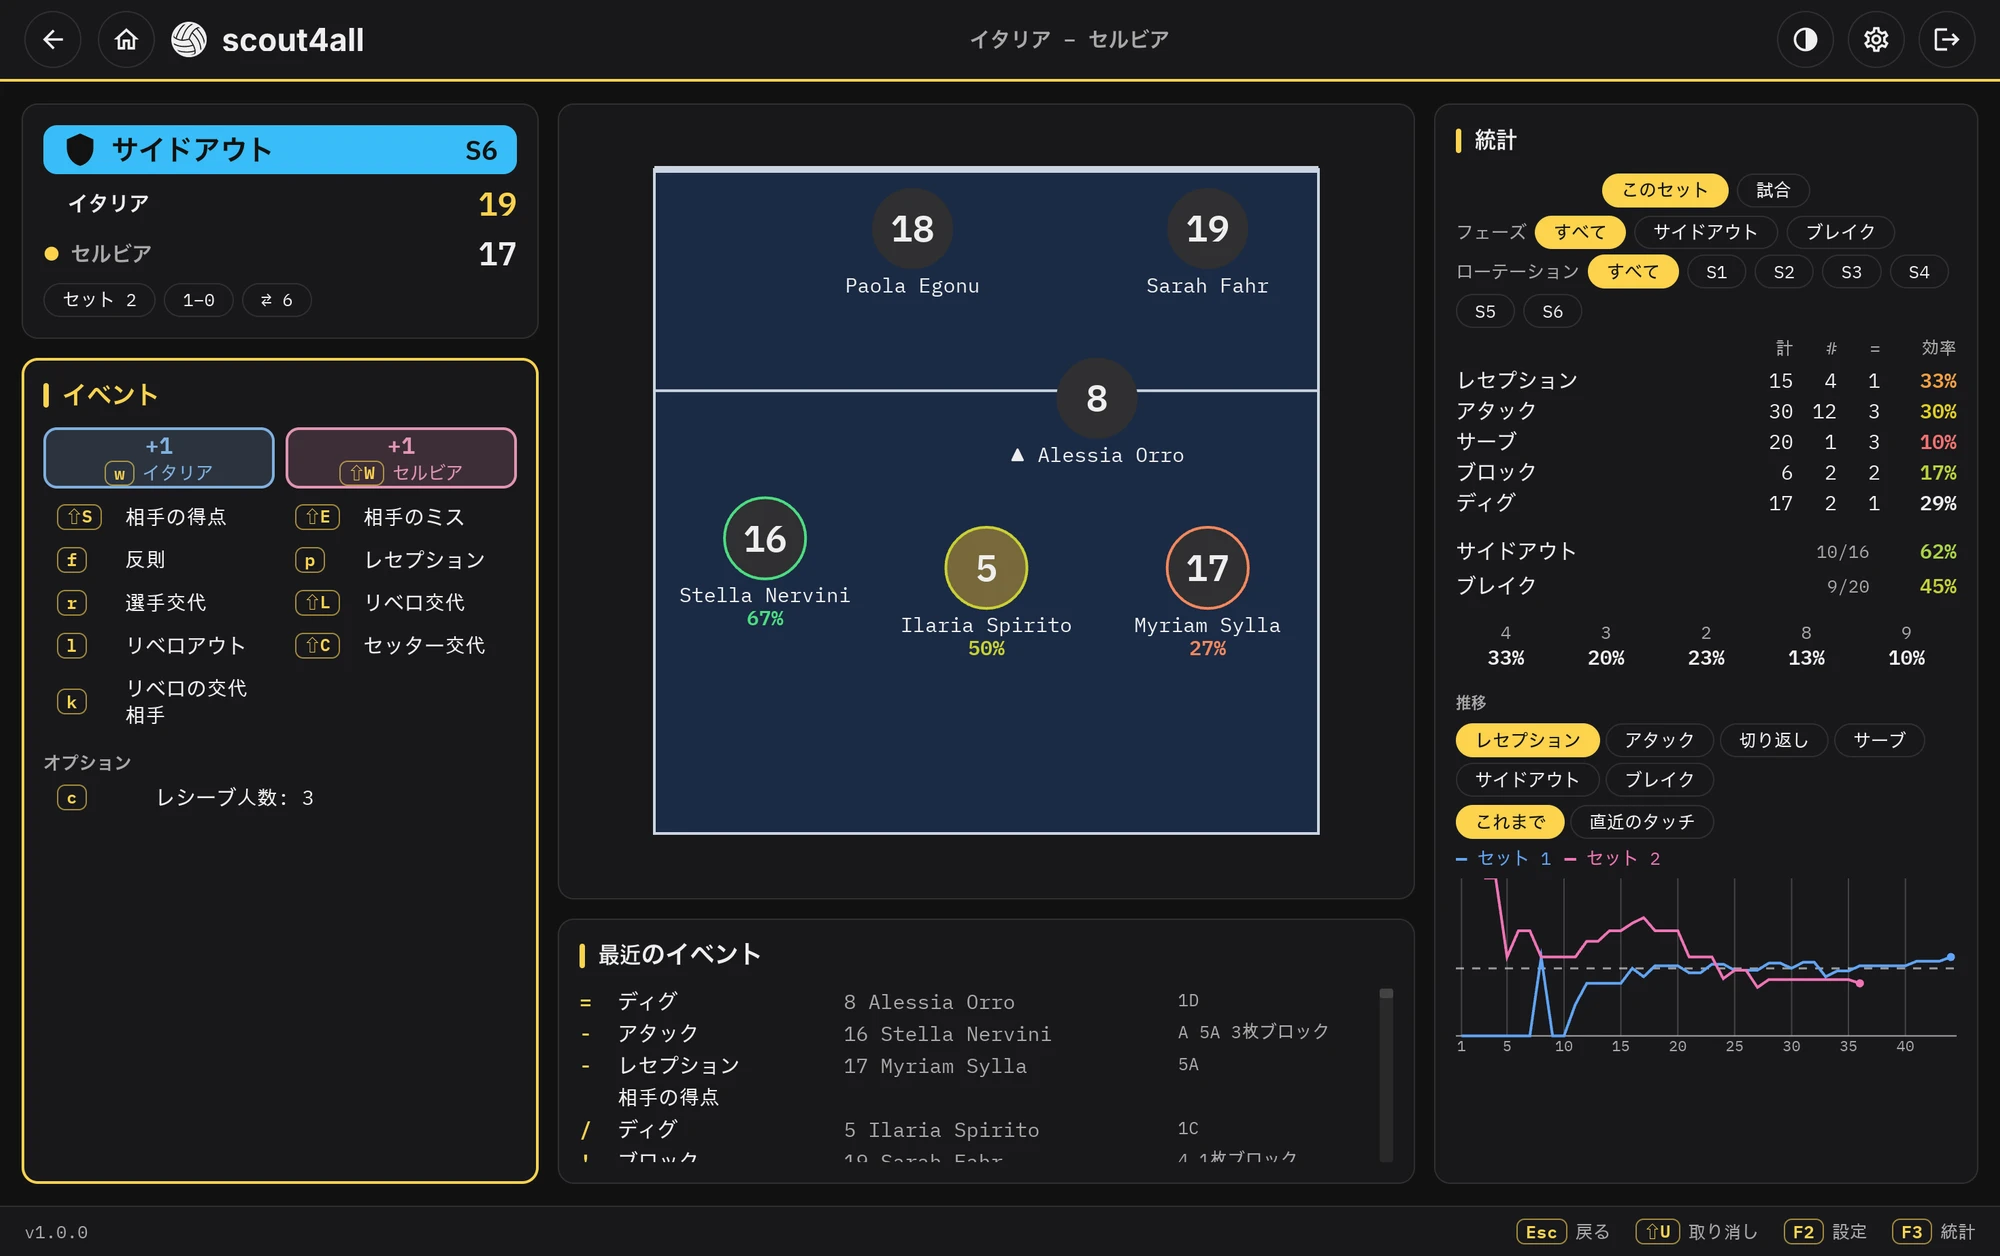 scout4all
イタリア – セルビア
サイドアウト S6
イタリア 19
セルビア 17
セット 2 1–0 ⇄ 6
イベント
+1
w イタリア
+1
⇧W セルビア
⇧S 相手の得点 ⇧E 相手のミス
f 反則 p レセプション
r 選手交代 ⇧L リベロ交代
l リベロアウト ⇧C セッター交代
k リベロの交代
相手
オプション
c レシーブ人数: 3
18
Paola Egonu
19
Sarah Fahr
8
▲ Alessia Orro
16
Stella Nervini
67%
5
Ilaria Spirito
50%
17
Myriam Sylla
27%
最近のイベント
= ディグ 8 Alessia Orro 1D
- アタック 16 Stella Nervini A 5A 3枚ブロック
- レセプション 17 Myriam Sylla 5A
相手の得点
/ ディグ 5 Ilaria Spirito 1C
! ブロック 19 Sarah Fahr 4 1枚ブロック
統計
このセット 試合
フェーズ すべて サイドアウト ブレイク
ローテーション すべて S1 S2 S3 S4
S5 S6
計 # = 効率
レセプション 15 4 1 33%
アタック 30 12 3 30%
サーブ 20 1 3 10%
ブロック 6 2 2 17%
ディグ 17 2 1 29%
サイドアウト 10/16 62%
ブレイク 9/20 45%
4 3 2 8 9
33% 20% 23% 13% 10%
推移
レセプション アタック 切り返し サーブ
サイドアウト ブレイク
これまで 直近のタッチ
セット 1 セット 2
1 5 10 15 20 25 30 35 40
v1.0.0
Esc 戻る ⇧U 取り消し F2 設定 F3 統計